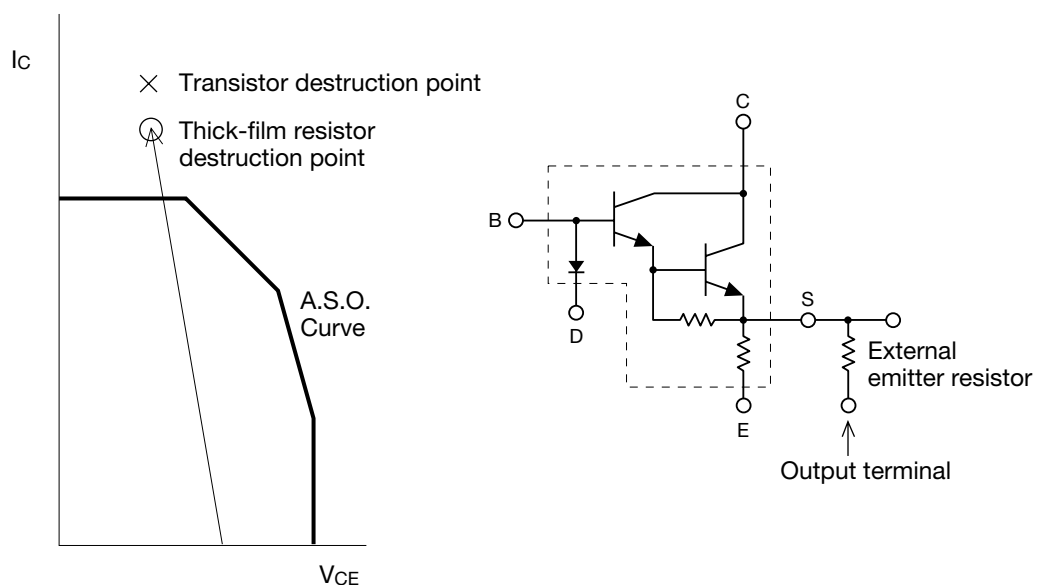 IC
Transistor destruction point
Thick-film resistor
destruction point
A.S.O.
Curve
VCE
C
B
D
S
E
External
emitter resistor
Output terminal